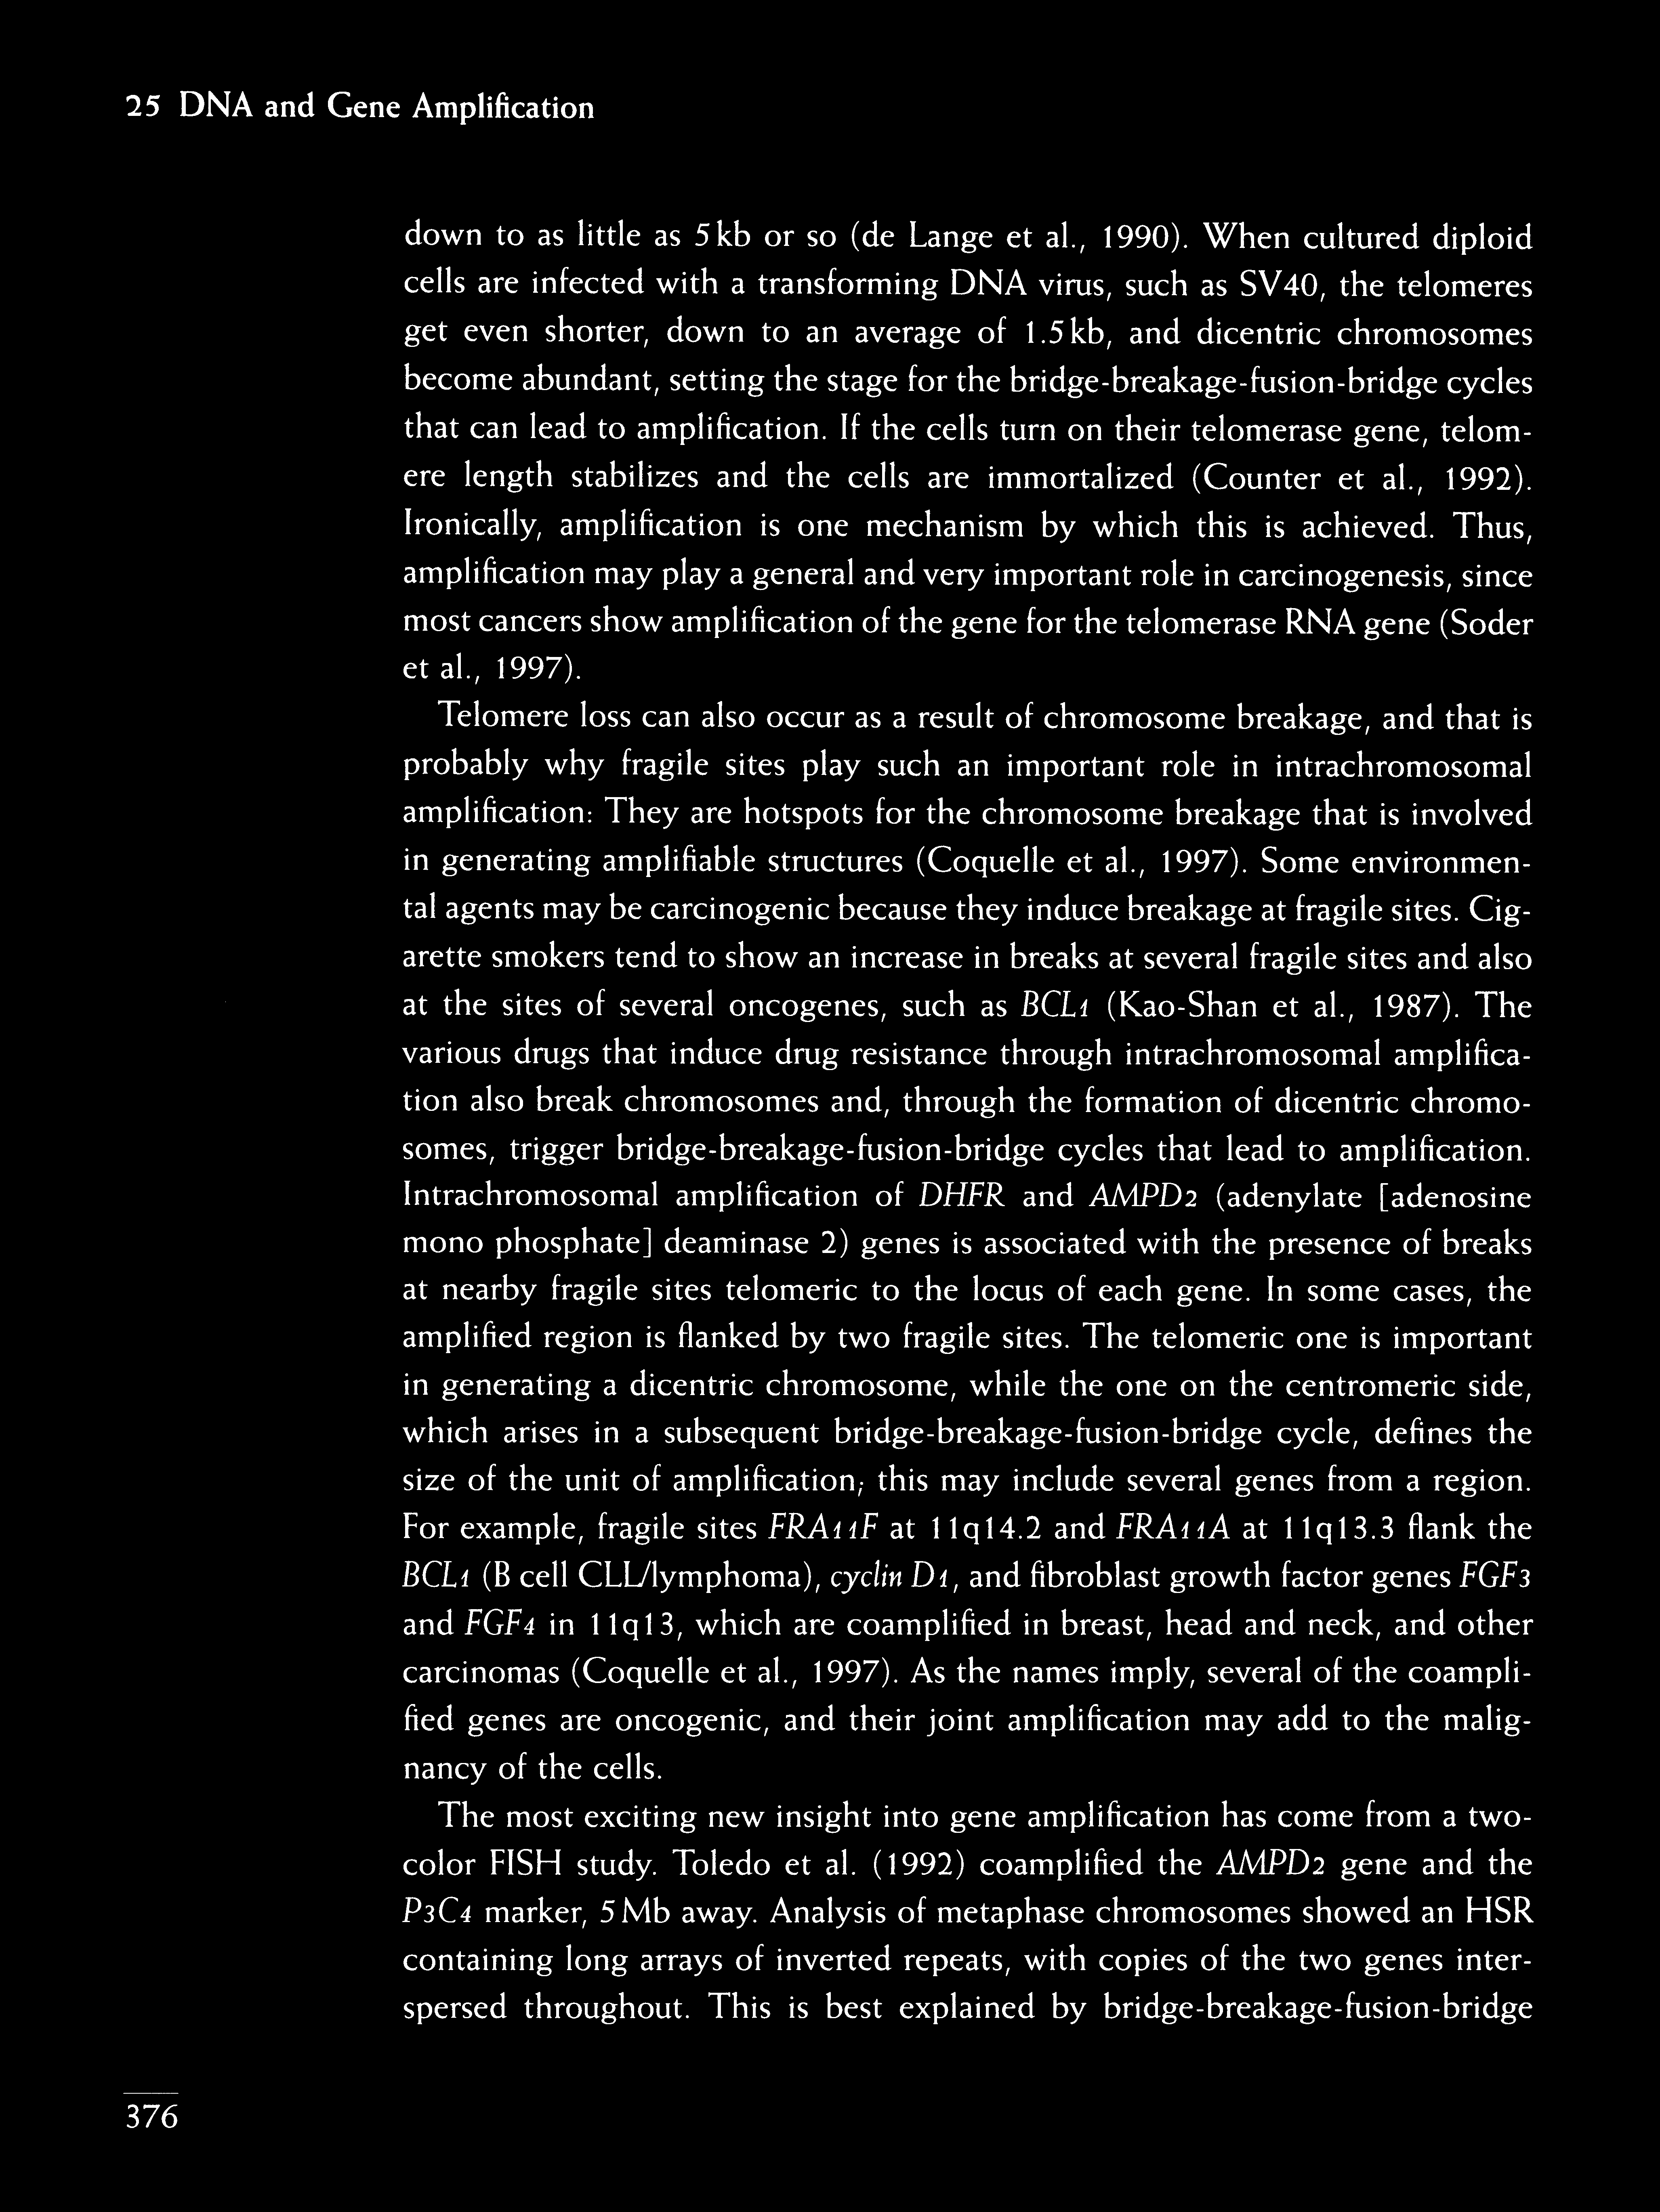 25 DNA and Gene Amplification
down to as little as 5 kb or so (de Lange et al., 1990). When cultured diploid
cells are infected with a transforming DNA virus, such as SV40, the telomeres
get even shorter, down to an average of 1.5 kb, and dicentric chromosomes
become abundant, setting the stage for the bridge-breakage-fusion-bridge cycles
that can lead to amplification. If the cells turn on their telomerase gene, telom-
ere length stabilizes and the cells are immortalized (Counter et al., 1992).
Ironically, amplification is one mechanism by which this is achieved. Thus,
amplification may play a general and very important role in carcinogenesis, since
most cancers show amplification of the gene for the telomerase RNA gene (Soder
et al., 1997).
Telomere loss can also occur as a result of chromosome breakage, and that is
probably why fragile sites play such an important role in intrachromosomal
amplification: They are hotspots for the chromosome breakage that is involved
in generating amplifiable structures (Coquelle et al., 1997). Some environmen-
tal agents may be carcinogenic because they induce breakage at fragile sites. Cig-
arette smokers tend to show an increase in breaks at several fragile sites and also
at the sites of several oncogenes, such as BCL1 (Kao-Shan et al., 1987). The
various drugs that induce drug resistance through intrachromosomal amplifica-
tion also break chromosomes and, through the formation of dicentric chromo-
somes, trigger bridge-breakage-fusion-bridge cycles that lead to amplification.
Intrachromosomal amplification of DHFR and AMPD2 (adenylate [adenosine
mono phosphate] deaminase 2) genes is associated with the presence of breaks
at nearby fragile sites telomeric to the locus of each gene. In some cases, the
amplified region is flanked by two fragile sites. The telomeric one is important
in generating a dicentric chromosome, while the one on the centromeric side,
which arises in a subsequent bridge-breakage-fusion-bridge cycle, defines the
size of the unit of amplification; this may include several genes from a region.
For example, fragile sites FRA11F at 11q14.2 and FRA11A at 11q13.3 flank the
BCL1 (B cell CLL/lymphoma), cyclin D1, and fibroblast growth factor genes FGF3
and FGF4 in 11q13, which are coamplified in breast, head and neck, and other
carcinomas (Coquelle et al., 1997). As the names imply, several of the coampli-
fied genes are oncogenic, and their joint amplification may add to the malig-
nancy of the cells.
The most exciting new insight into gene amplification has come from a two-
color FISH study. Toledo et al. (1992) coamplified the AMPD2 gene and the
P3C4 marker, 5 Mb away. Analysis of metaphase chromosomes showed an HSR
containing long arrays of inverted repeats, with copies of the two genes inter-
spersed throughout. This is best explained by bridge-breakage-fusion-bridge
376